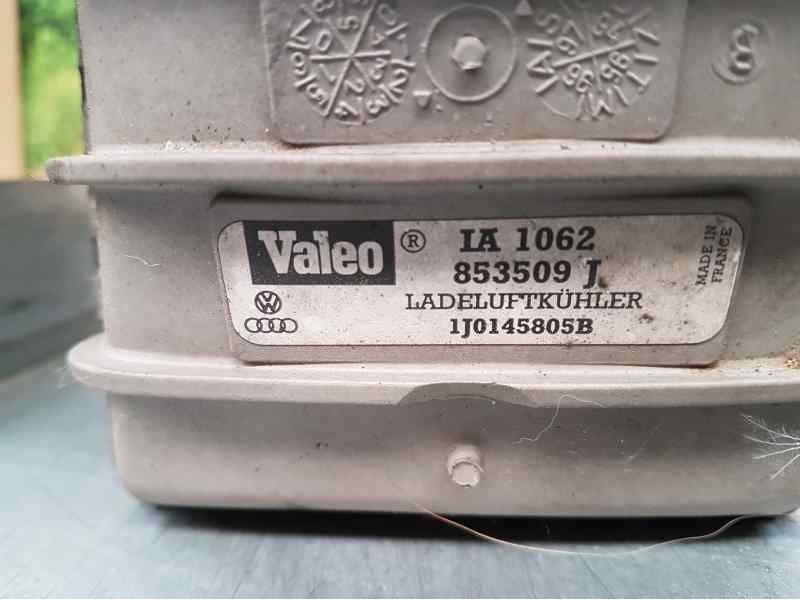 Valeo ® IA 1062
853509 J
LADELUFTKÜHLER
1J0145805B
MADE IN
FRANCE